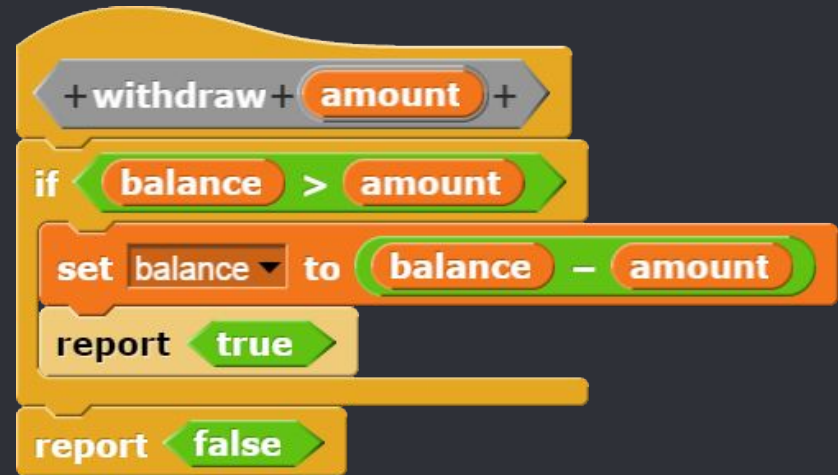 +withdraw+ amount +
if balance > amount
set balance to balance - amount
report true
report false